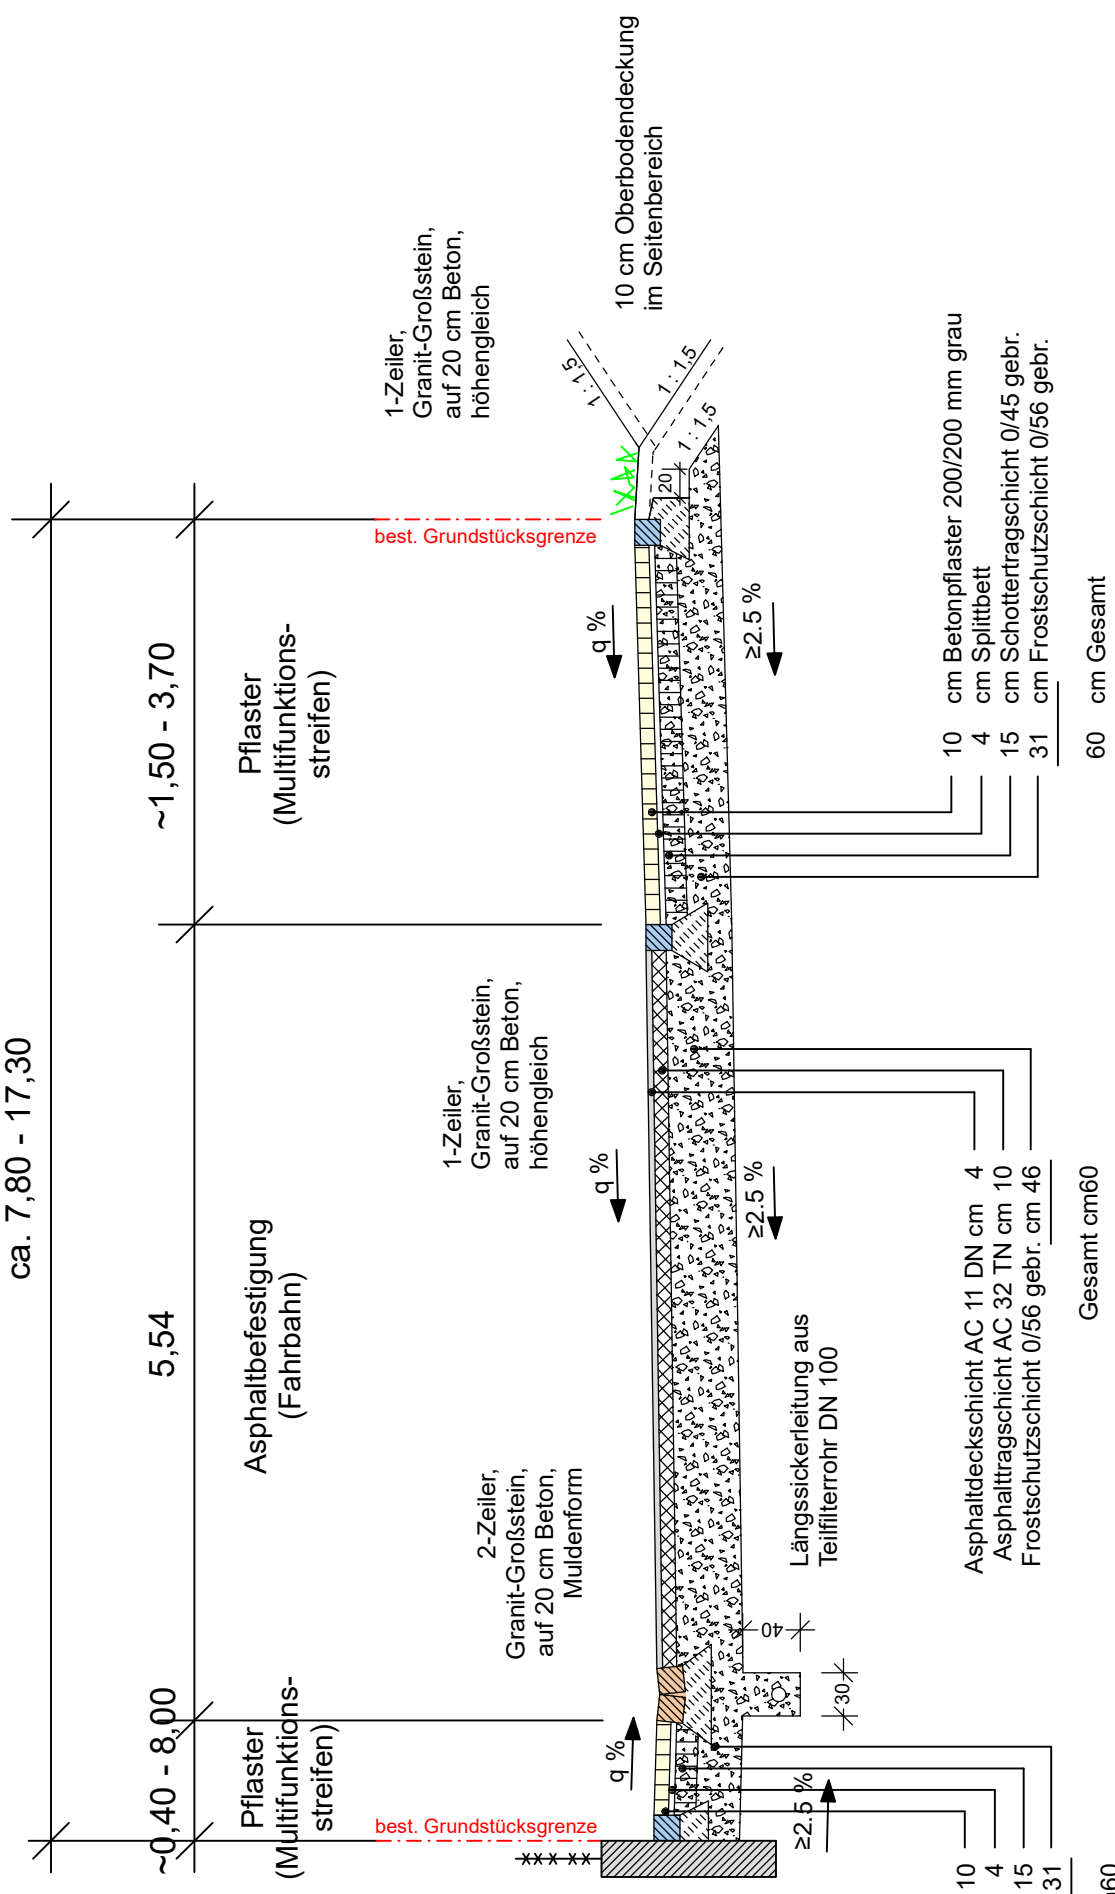 ca. 7,80 - 17,30
~0,40 - 8,00
5,54
~1,50 - 3,70
Pflaster
(Multifunktions-
streifen)
Asphaltbefestigung
(Fahrbahn)
Pflaster
(Multifunktions-
streifen)
best. Grundstücksgrenze
best. Grundstücksgrenze
2-Zeiler,
Granit-Großstein,
auf 20 cm Beton,
Muldenform
1-Zeiler,
Granit-Großstein,
auf 20 cm Beton,
höhengleich
1-Zeiler,
Granit-Großstein,
auf 20 cm Beton,
höhengleich
10 cm Oberbodendeckung
im Seitenbereich
q %
q %
q %
1: 1,5
1 : 1,5
1 : 1,5
20
≥2.5 %
≥2.5 %
≥2.5 %
40
30
Längssickerleitung aus
Teilfilterrohr DN 100
10
4
15
31
60
Asphaltdeckschicht AC 11 DN cm 4
Asphalttragschicht AC 32 TN cm 10
Frostschutzschicht 0/56 gebr. cm 46
Gesamt cm60
10 cm Betonpflaster 200/200 mm grau
4 cm Splittbett
15 cm Schottertragschicht 0/45 gebr.
31 cm Frostschutzschicht 0/56 gebr.
60 cm Gesamt